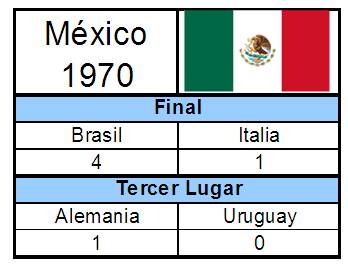 México
1970
Final
Brasil Italia
4 1
Tercer Lugar
Alemania Uruguay
1 0